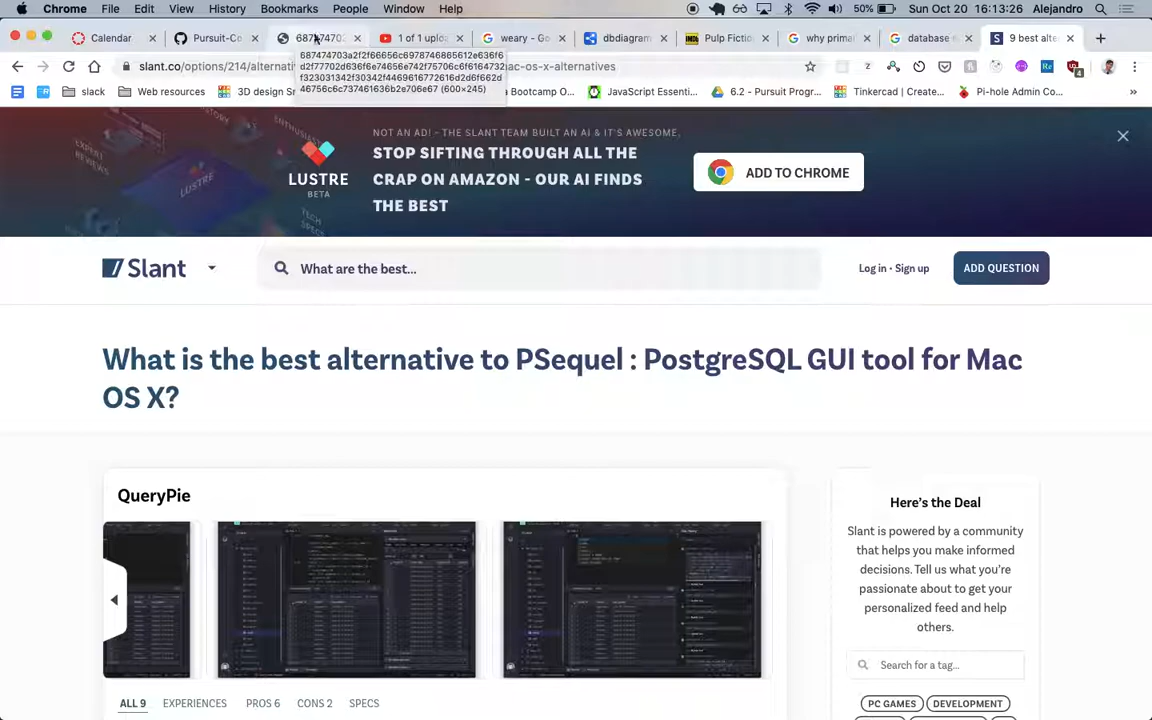 Chrome File Edit View History Bookmarks People Window Help 50% Sun Oct 20 16:13:26 Alejandro
Calendar Pursuit-Co 687474702 1 of 1 uploa weary - Go dbdiagram Pulp Fictio why prima database 9 best alte
slant.co/options/214/alternati mac-os-x-alternatives
687474703a2f2f66656c6978746865612e636f6
f323031342f30342f4469616772616d2d6f662d
46756c6c737461636b2e706e67 (600×245)
slack Web resources 3D design Sr a Bootcamp O... JavaScript Essenti... 6.2 - Pursuit Progr... Tinkercad | Create... Pi-hole Admin Co...
NOT AN AD! - THE SLANT TEAM BUILT AN AI & IT'S AWESOME.
STOP SIFTING THROUGH ALL THE
CRAP ON AMAZON - OUR AI FINDS
THE BEST
LUSTRE
BETA
ADD TO CHROME
Slant
What are the best...
Log in • Sign up
ADD QUESTION
What is the best alternative to PSequel : PostgreSQL GUI tool for Mac
OS X?
QueryPie
ALL 9 EXPERIENCES PROS 6 CONS 2 SPECS
Here's the Deal
Slant is powered by a community
that helps you make informed
decisions. Tell us what you're
passionate about to get your
personalized feed and help
others.
Search for a tag...
PC GAMES DEVELOPMENT